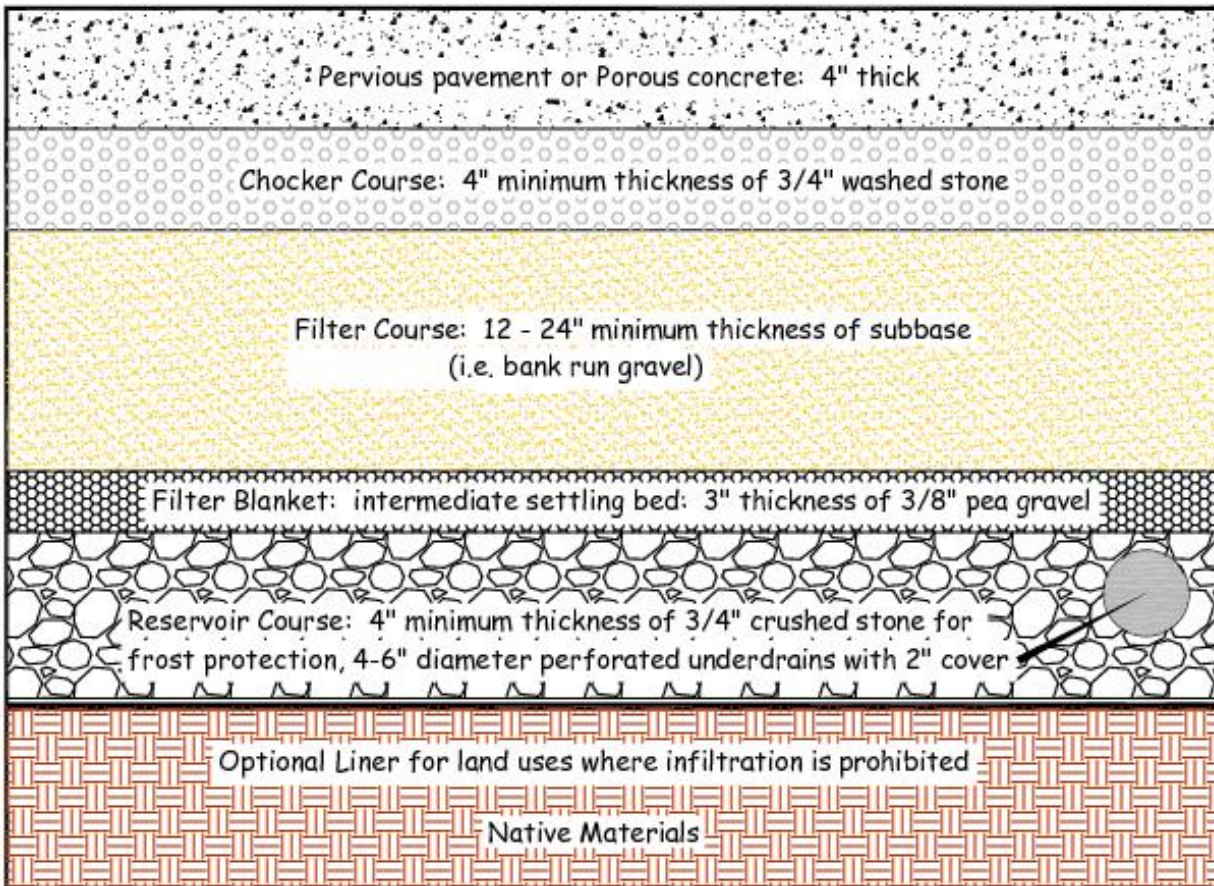 Pervious pavement or Porous concrete: 4" thick
Chocker Course: 4" minimum thickness of 3/4" washed stone
Filter Course: 12 - 24" minimum thickness of subbase
(i.e. bank run gravel)
Filter Blanket: intermediate settling bed: 3" thickness of 3/8" pea gravel
Reservoir Course: 4" minimum thickness of 3/4" crushed stone for
frost protection, 4-6" diameter perforated underdrains with 2" cover
Optional Liner for land uses where infiltration is prohibited
Native Materials